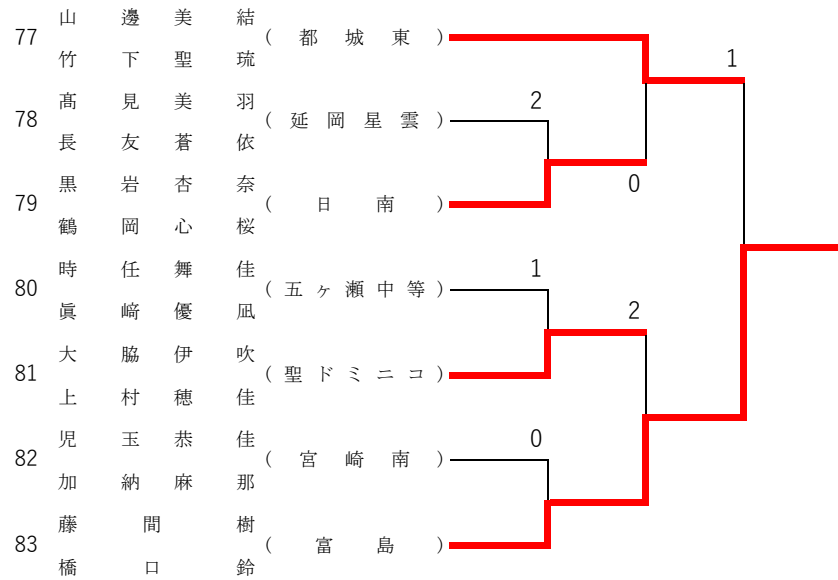 山邊美結
77 (都城東) 1
竹下聖琉
髙見美羽 2
78 (延岡星雲)
長友蒼依
黒岩杏奈 0
79 (日南)
鶴岡心桜
時任舞佳 1
80 (五ヶ瀬中等)
眞﨑優凪 2
大脇伊吹
81 (聖ドミニコ)
上村穂佳
児玉恭佳 0
82 (宮崎南)
加納麻那
藤間樹
83 (富島)
橋口鈴